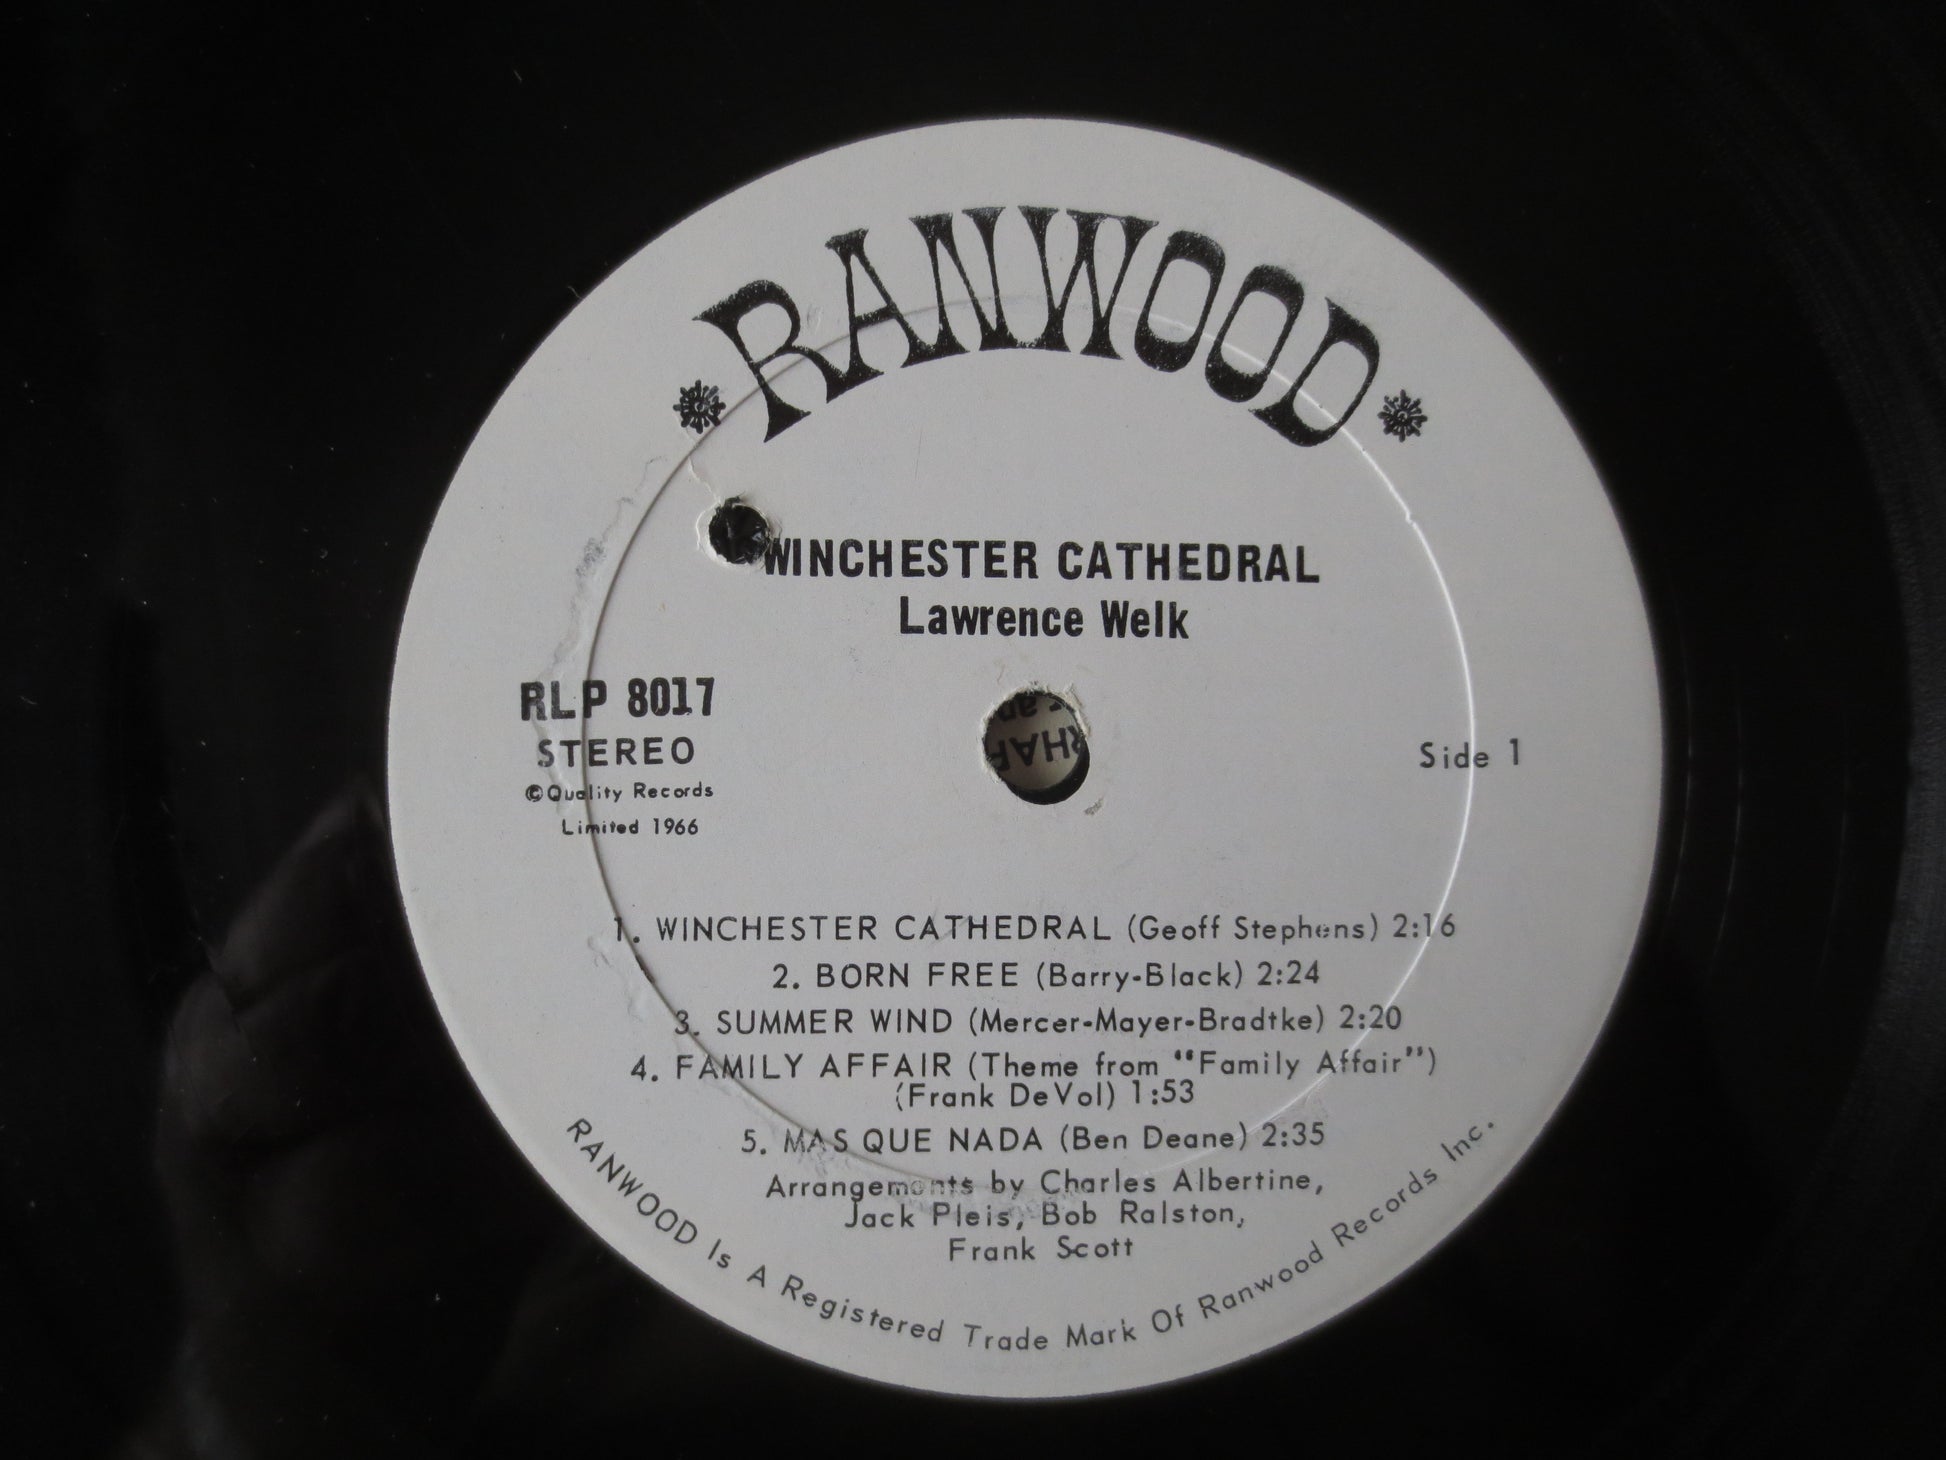 RANWOOD
WINCHESTER CATHEDRAL
Lawrence Welk
RLP 8017
STEREO
©Quality Records
Limited 1966
Side 1
1. WINCHESTER CATHEDRAL (Geoff Stephens) 2:16
2. BORN FREE (Barry-Black) 2:24
3. SUMMER WIND (Mercer-Mayer-Bradtke) 2:20
4. FAMILY AFFAIR (Theme from "Family Affair")
(Frank DeVol) 1:53
5. MAS QUE NADA (Ben Deane) 2:35
Arrangements by Charles Albertine,
Jack Pleis, Bob Ralston,
Frank Scott
RANWOOD Is A Registered Trade Mark Of Ranwood Records Inc.